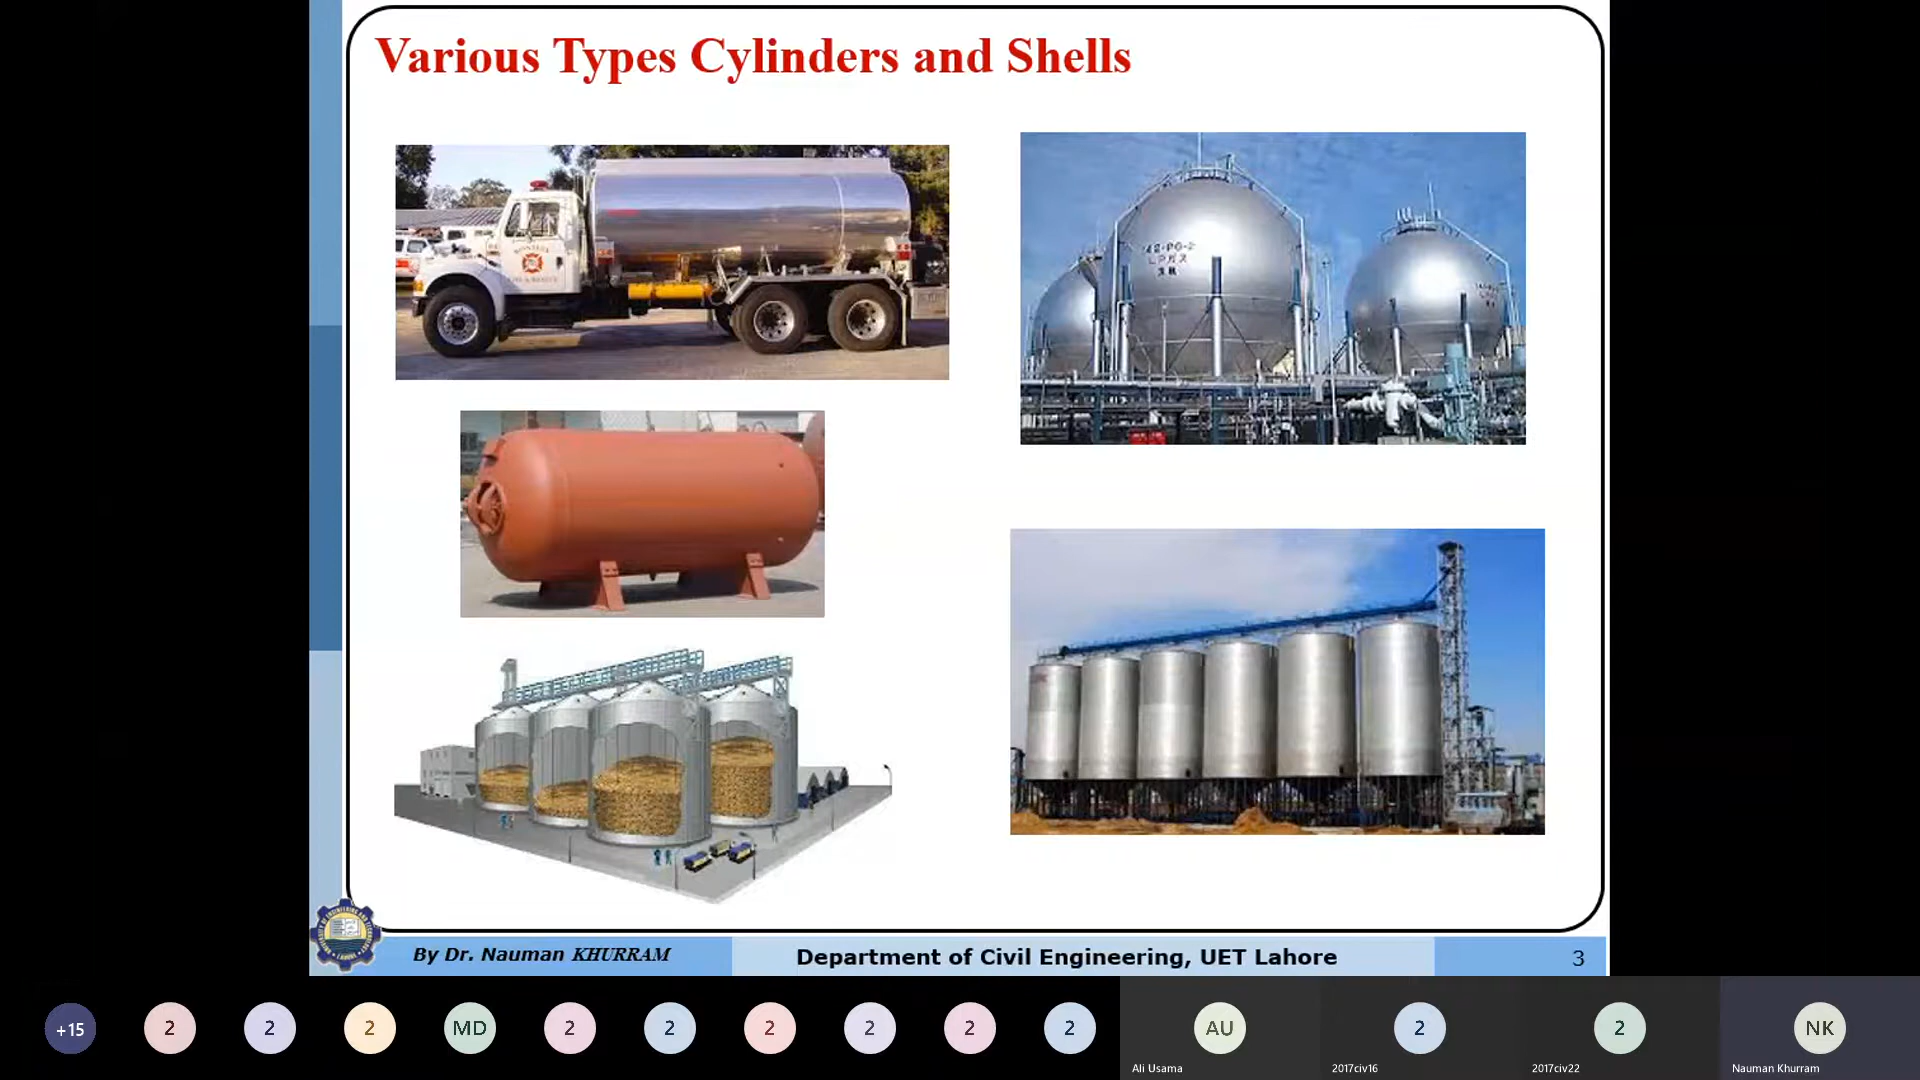 Various Types Cylinders and Shells
By Dr. Nauman KHURRAM
Department of Civil Engineering, UET Lahore
3
+15
2
2
2
MD
2
2
2
2
2
2
AU
2
2
NK
Ali Usama
2017civ16
2017civ22
Nauman Khurram